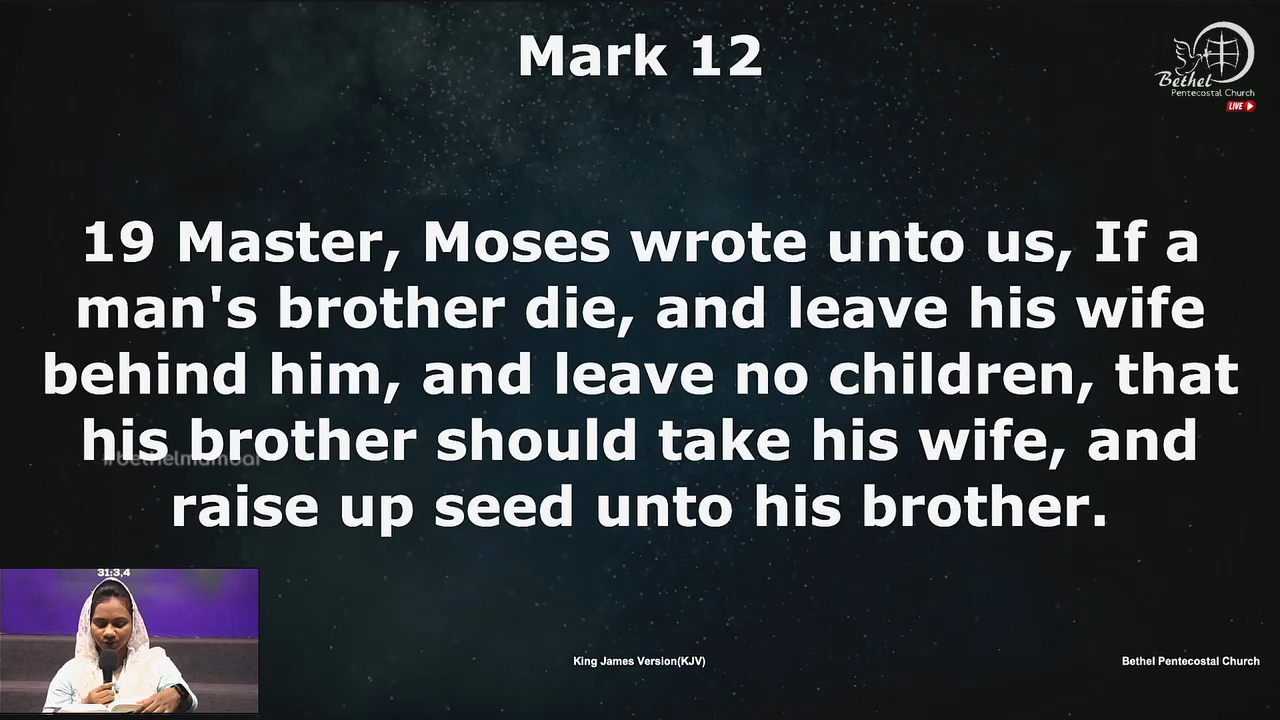 Mark 12
Bethel
Pentecostal Church
LIVE
19 Master, Moses wrote unto us, If a
man's brother die, and leave his wife
behind him, and leave no children, that
his brother should take his wife, and
raise up seed unto his brother.
#bethelmumbai
31:3,4
King James Version(KJV)
Bethel Pentecostal Church